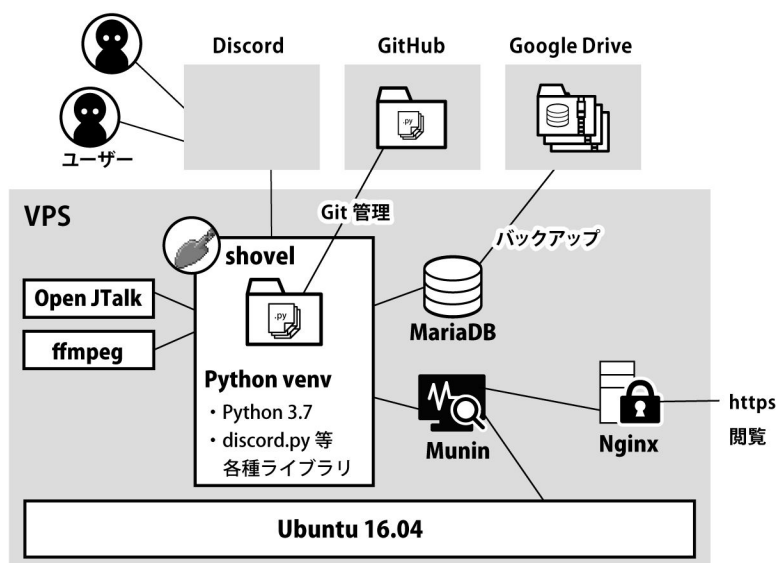 Discord
GitHub
Google Drive
.py
ユーザー
VPS
Git 管理
バックアップ
shovel
Open JTalk
.py
ffmpeg
MariaDB
Python venv
・Python 3.7
・discord.py 等
各種ライブラリ
Munin
Nginx
https
閲覧
Ubuntu 16.04